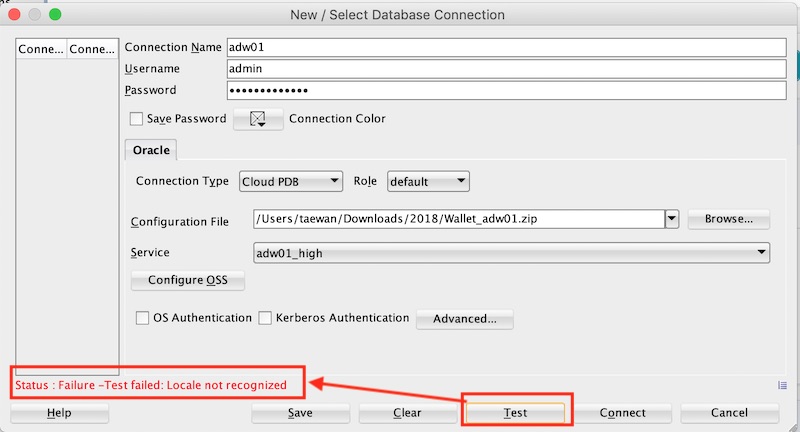 New / Select Database Connection
Conne... Conne...
Connection Name adw01
Username admin
Password •••••••••••••
Save Password Connection Color
Oracle
Connection Type Cloud PDB Role default
Configuration File /Users/taewan/Downloads/2018/Wallet_adw01.zip Browse...
Service adw01_high
Configure OSS
OS Authentication Kerberos Authentication Advanced...
Status : Failure -Test failed: Locale not recognized
Help Save Clear Test Connect Cancel